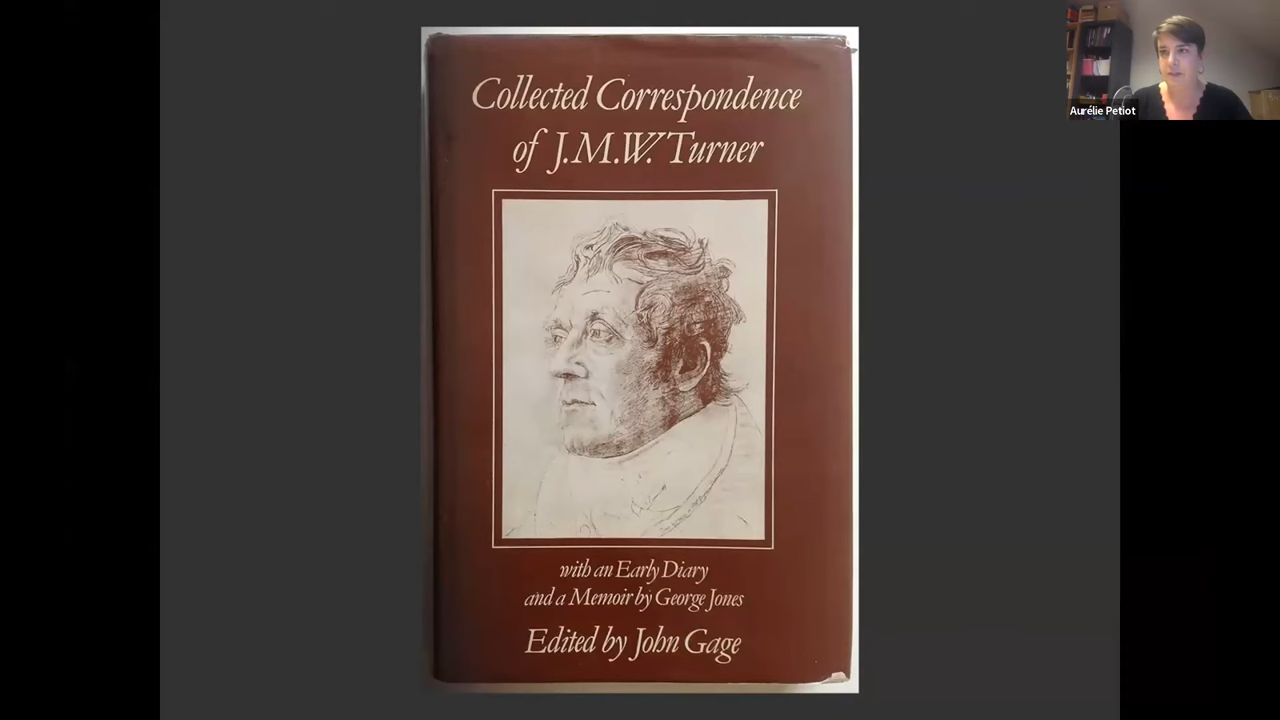 Collected Correspondence
of J.M.W. Turner
with an Early Diary
and a Memoir by George Jones
Edited by John Gage
Aurélie Petiot